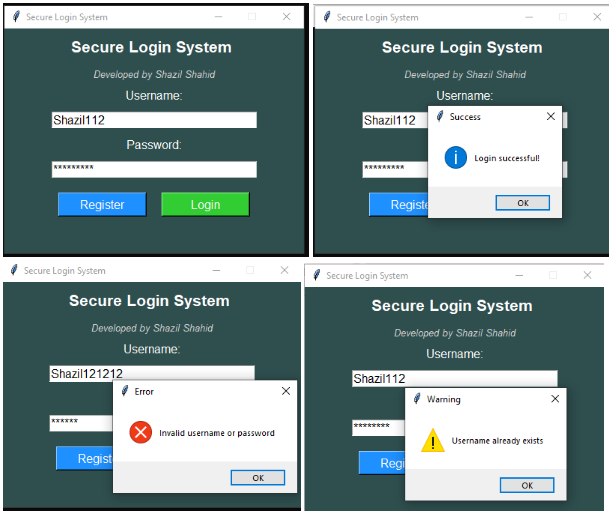 Secure Login System
Secure Login System
Developed by Shazil Shahid
Username:
Shazil112
Password:
*********
Register Login
Secure Login System
Secure Login System
Developed by Shazil Shahid
Username:
Shazil112
*********
Registe
Success
Login successful!
OK
Secure Login System
Secure Login System
Developed by Shazil Shahid
Username:
Shazil121212
******
Registe
Error
Invalid username or password
OK
Secure Login System
Secure Login System
Developed by Shazil Shahid
Username:
Shazil112
********
Regis
Warning
Username already exists
OK